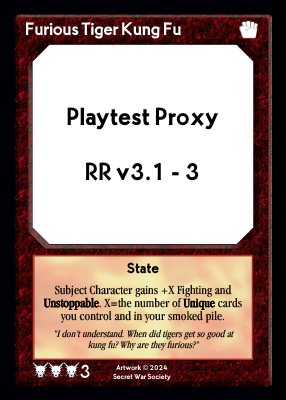 Furious Tiger Kung Fu
Playtest Proxy
RR v3.1 - 3
State
Subject Character gains +X Fighting and
Unstoppable. X=the number of Unique cards
you control and in your smoked pile.
"I don't understand. When did tigers get so good at
kung fu? Why are they furious?"
3
Artwork © 2024
Secret War Society